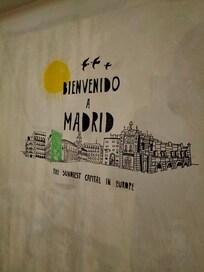 BIENVENIDO
A
MADRID
THE SUNNIEST CAPITAL IN EUROPE